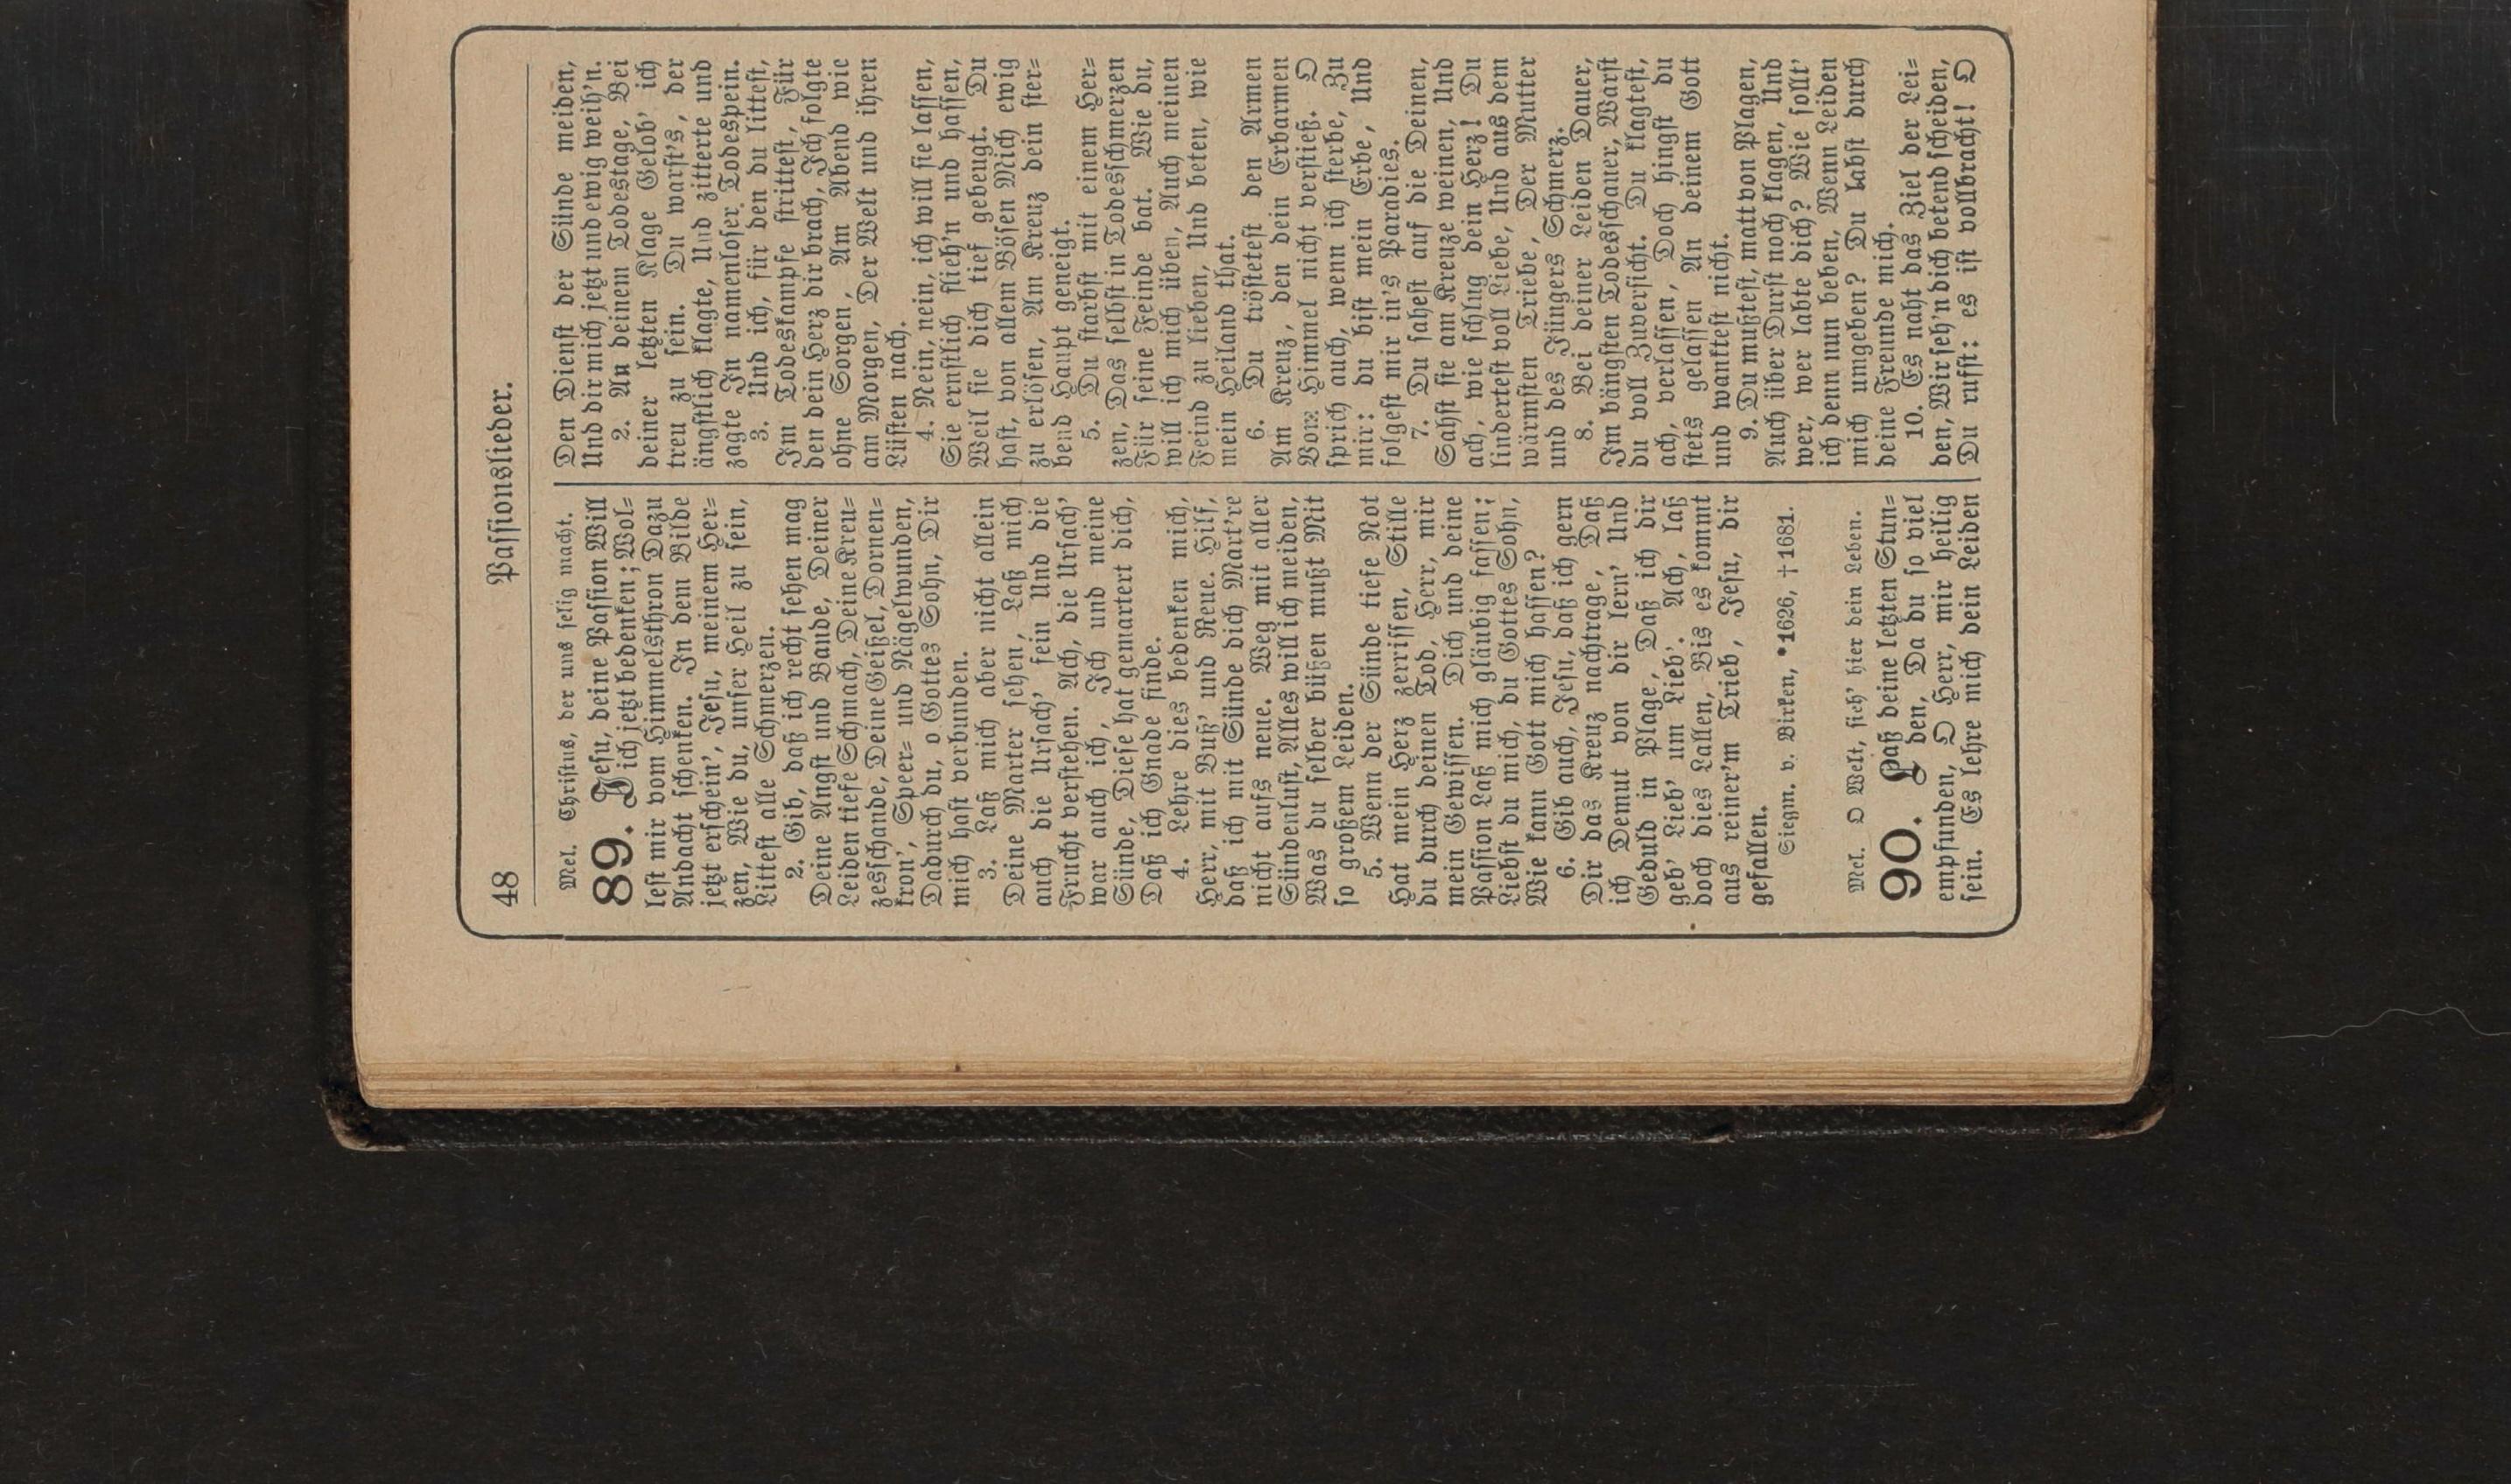 48
Passionslieder.
Mel. Christus, der uns selig macht.
89. Jesu, deine Passion Will
ich jetzt bedenken; Wol-
lest mir vom Himmelsthron Dazu
Andacht schenken. In dem Bilde
jetzt erschein', Jesu, meinem Her-
zen, Wie du, unser Heil zu sein,
Littest alle Schmerzen.
2. Gib, daß ich recht sehen mag
Deine Angst und Bande, Deiner
Leiden tiefe Schmach, Deine Kreu-
zesschande, Deine Geißel, Dornen-
kron', Speer- und Nägelwunden,
Dadurch du, o Gottes Sohn, Dir
mich hast verbunden.
3. Laß mich aber nicht allein
Deine Marter sehen, Laß mich
auch die Ursach' sein Und die
Frucht verstehen. Ach, die Ursach'
war auch ich, Ich und meine
Sünde, Diese hat gemartert dich,
Daß ich Gnade finde.
4. Lehre dies bedenken mich,
Herr, mit Buß' und Reue. Hilf,
daß ich mit Sünde dich Mart're
nicht aufs neue. Weg mit aller
Sündenlust, Alles will ich meiden,
Was du selber büßen mußt Mit
so großem Leiden.
5. Wenn der Sünde tiefe Not
Hat mein Herz zerrissen, Stille
du durch deinen Tod, Herr, mir
mein Gewissen. Dich und deine
Passion Laß mich gläubig fassen;
Liebst du mich, du Gottes Sohn,
Wie kann Gott mich hassen?
6. Gib auch, Jesu, daß ich gern
Dir das Kreuz nachtrage, Daß
ich Demut von dir lern' Und
Geduld in Plage, Daß ich dir
geb' Lieb' um Lieb'. Ach, laß
doch dies Lallen, Bis es kommt
aus reiner'm Trieb, Jesu, dir
gefallen.
Siegm. v. Birken, *1626, †1681.
Mel. O Welt, sieh' hier dein Leben.
90. Laß deine letzten Stun-
den, Da du so viel
empfunden, O Herr, mir heilig
sein. Es lehre mich dein Leiden
Den Dienst der Sünde meiden,
Und dir mich jetzt und ewig weih'n.
2. An deinem Todestage, Bei
deiner letzten Klage Gelob' ich
treu zu sein. Du warst's, der
ängstlich klagte, Und zitterte und
zagte In namenloser Todespein.
3. Und ich, für den du littest,
Im Todeskampfe strittest, Für
den dein Herz dir brach, Ich folgte
ohne Sorgen, Am Abend wie
am Morgen, Der Welt und ihren
Lüsten nach.
4. Nein, nein, ich will sie lassen,
Sie ernstlich flieh'n und hassen,
Weil sie dich tief gebeugt. Du
hast, von allem Bösen Mich ewig
zu erlösen, Am Kreuz dein ster-
bend Haupt geneigt.
5. Du starbst mit einem Her-
zen, Das selbst in Todesschmerzen
Für seine Feinde bat. Wie du,
will ich mich üben, Auch meinen
Feind zu lieben, Und beten, wie
mein Heiland that.
6. Du tröstetest den Armen
Am Kreuz, den dein Erbarmen
Vom Himmel nicht verstieß. O
sprich auch, wenn ich sterbe, Zu
mir: du bist mein Erbe, Und
folgest mir in's Paradies.
7. Du sahest auf die Deinen,
Sahst sie am Kreuze weinen, Und
ach, wie schlug dein Herz! Du
lindertest voll Liebe, Und aus dem
wärmsten Triebe, Der Mutter
und des Jüngers Schmerz.
8. Bei deiner Leiden Dauer,
Im bängsten Todesschauer, Warst
du voll Zuversicht. Du klagtest,
ach, verlassen, Doch hingst du
stets gelassen An deinem Gott
und wanktest nicht.
9. Du mußtest, matt von Plagen,
Auch über Durst noch klagen, Und
wer, wer labte dich? Wie sollt'
ich denn nun beben, Wenn Leiden
mich umgeben? Du labst durch
deine Freunde mich.
10. Es naht das Ziel der Lei-
den, Wir seh'n dich betend scheiden,
Du rufst: es ist vollbracht! O